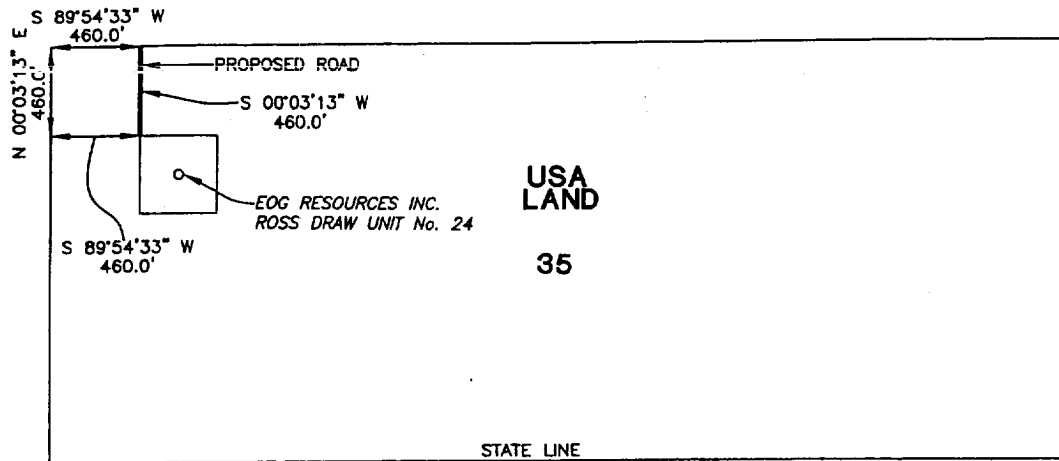 S 89°54'33" W
460.0'
N 00°03'13" E
460.0'
PROPOSED ROAD
S 00°03'13" W
460.0'
EOG RESOURCES INC.
ROSS DRAW UNIT No. 24
S 89°54'33" W
460.0'
USA
LAND
35
STATE LINE